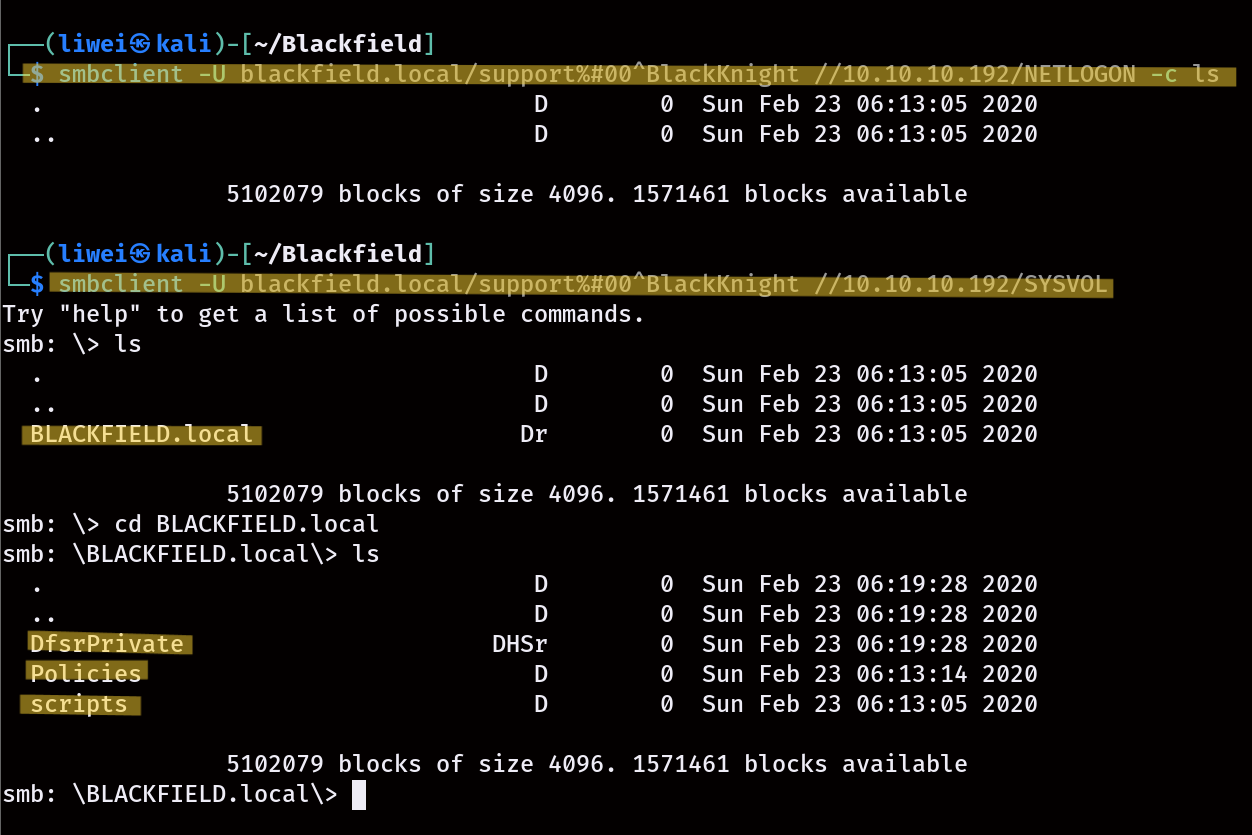 ┌──(liwei㉿kali)-[~/Blackfield]
└─$ smbclient -U blackfield.local/support%#00^BlackKnight //10.10.10.192/NETLOGON -c ls
  .                                   D        0  Sun Feb 23 06:13:05 2020
  ..                                  D        0  Sun Feb 23 06:13:05 2020
                5102079 blocks of size 4096. 1571461 blocks available
┌──(liwei㉿kali)-[~/Blackfield]
└─$ smbclient -U blackfield.local/support%#00^BlackKnight //10.10.10.192/SYSVOL
Try "help" to get a list of possible commands.
smb: \> ls
  .                                   D        0  Sun Feb 23 06:13:05 2020
  ..                                  D        0  Sun Feb 23 06:13:05 2020
  BLACKFIELD.local                   Dr        0  Sun Feb 23 06:13:05 2020
                5102079 blocks of size 4096. 1571461 blocks available
smb: \> cd BLACKFIELD.local
smb: \BLACKFIELD.local\> ls
  .                                   D        0  Sun Feb 23 06:19:28 2020
  ..                                  D        0  Sun Feb 23 06:19:28 2020
  DfsrPrivate                      DHSr        0  Sun Feb 23 06:19:28 2020
  Policies                            D        0  Sun Feb 23 06:13:14 2020
  scripts                             D        0  Sun Feb 23 06:13:05 2020
                5102079 blocks of size 4096. 1571461 blocks available
smb: \BLACKFIELD.local\>